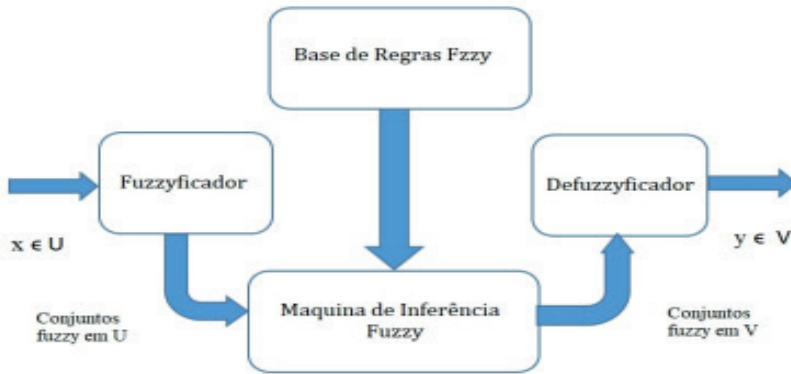 Base de Regras Fzzy
Fuzzyficador
Defuzzyficador
x ϵ U
y ϵ V
Maquina de Inferência
Fuzzy
Conjuntos
fuzzy em U
Conjuntos
fuzzy em V